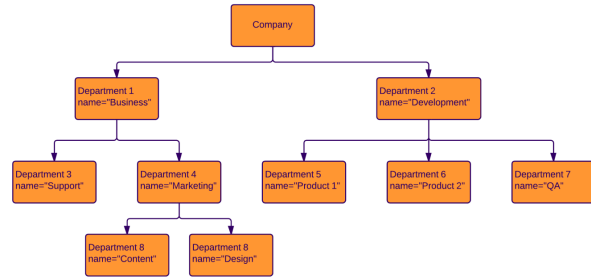 Company
Department 1
name="Business"
Department 2
name="Development"
Department 3
name="Support"
Department 4
name="Marketing"
Department 5
name="Product 1"
Department 6
name="Product 2"
Department 7
name="QA"
Department 8
name="Content"
Department 8
name="Design"